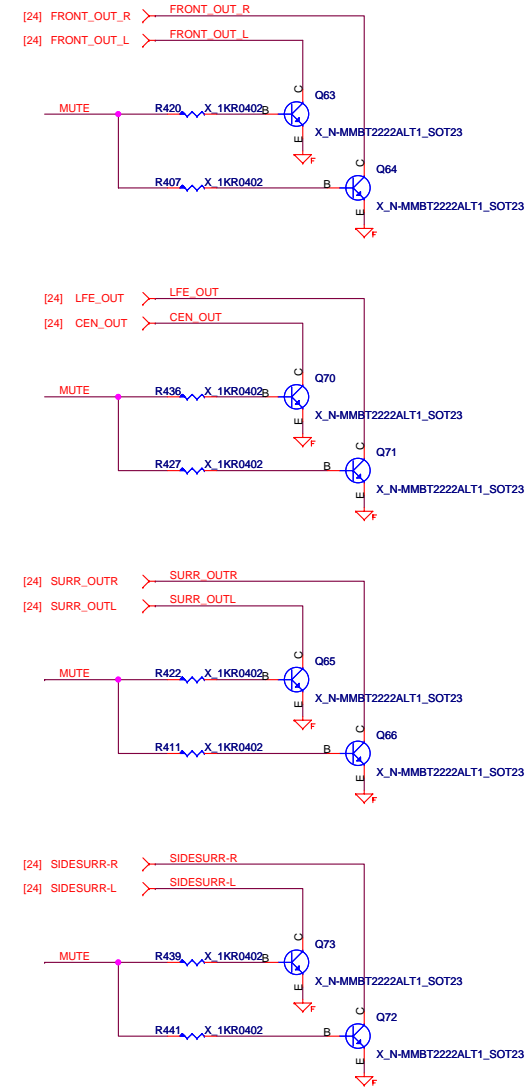 [24] FRONT_OUT_R FRONT_OUT_R
[24] FRONT_OUT_L FRONT_OUT_L
C
Q63
MUTE R420 X_1KR0402 B
X_N-MMBT2222ALT1_SOT23
E
F
C
Q64
R407 X_1KR0402 B
X_N-MMBT2222ALT1_SOT23
E
F
[24] LFE_OUT LFE_OUT
[24] CEN_OUT CEN_OUT
C
Q70
MUTE R436 X_1KR0402 B
X_N-MMBT2222ALT1_SOT23
E
F
C
Q71
R427 X_1KR0402 B
X_N-MMBT2222ALT1_SOT23
E
F
[24] SURR_OUTR SURR_OUTR
[24] SURR_OUTL SURR_OUTL
C
Q65
MUTE R422 X_1KR0402 B
X_N-MMBT2222ALT1_SOT23
E
F
C
Q66
R411 X_1KR0402 B
X_N-MMBT2222ALT1_SOT23
E
F
[24] SIDESURR-R SIDESURR-R
[24] SIDESURR-L SIDESURR-L
C
Q73
MUTE R439 X_1KR0402 B
X_N-MMBT2222ALT1_SOT23
E
F
C
Q72
R441 X_1KR0402 B
X_N-MMBT2222ALT1_SOT23
E
F